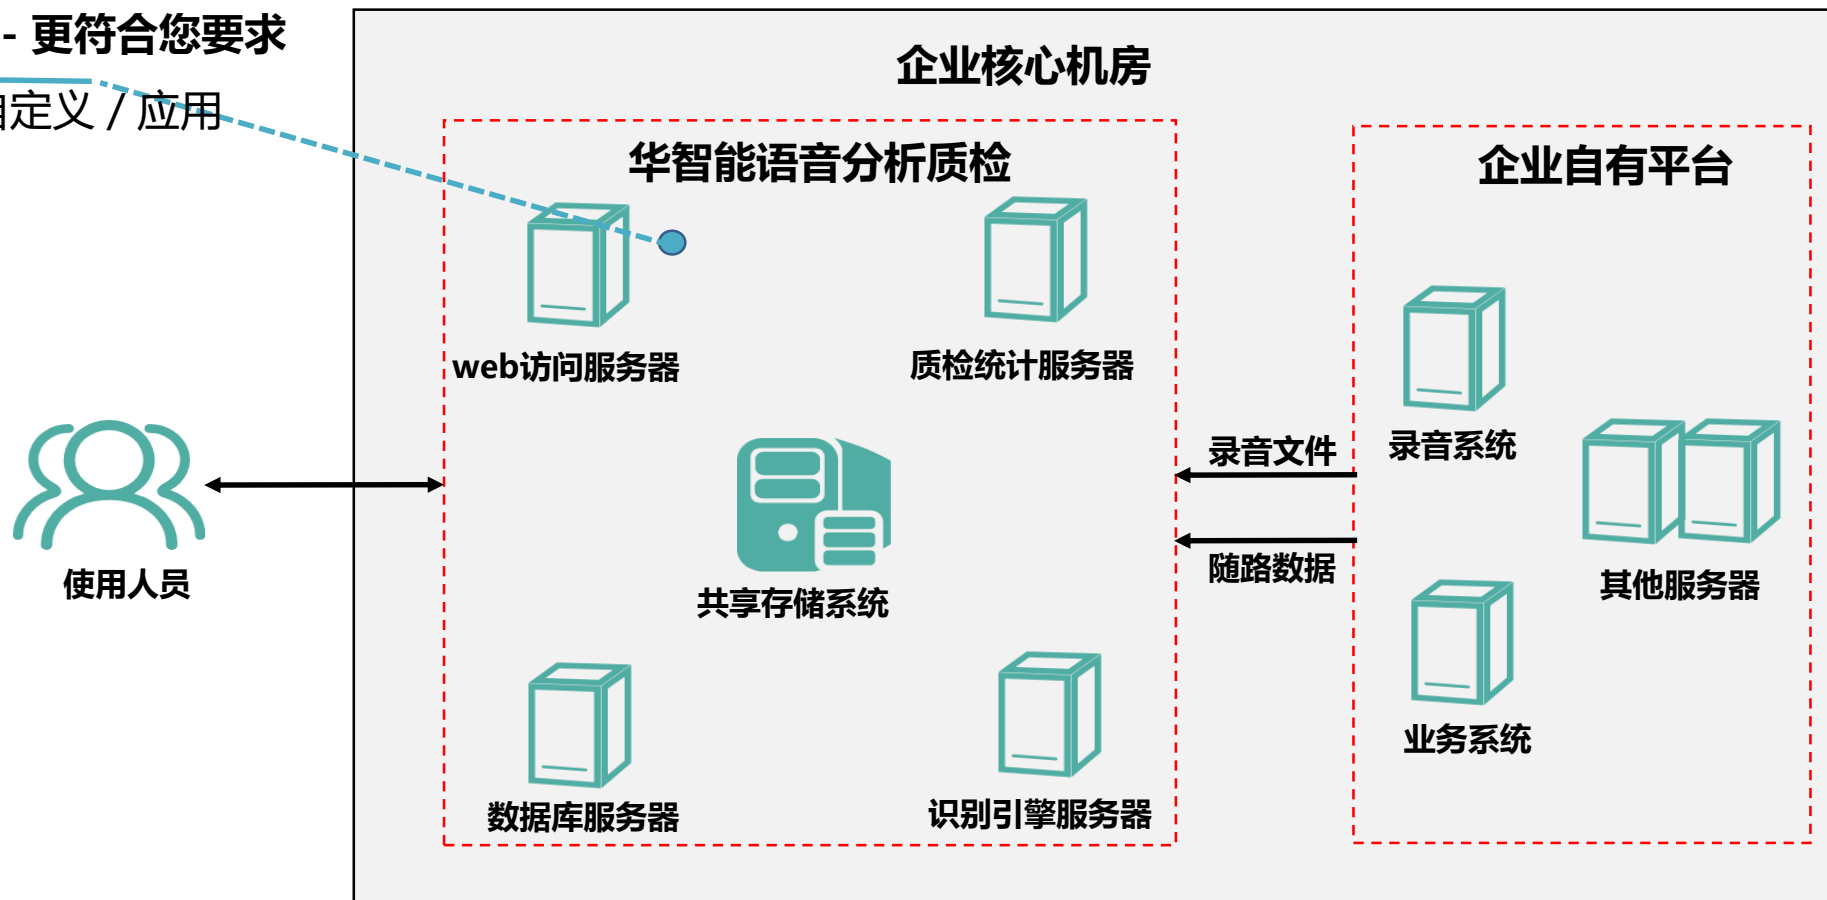 - 更符合您要求
自定义 / 应用
企业核心机房
华智能语音分析质检
企业自有平台
web访问服务器
质检统计服务器
录音文件
录音系统
随路数据
其他服务器
使用人员
共享存储系统
业务系统
数据库服务器
识别引擎服务器